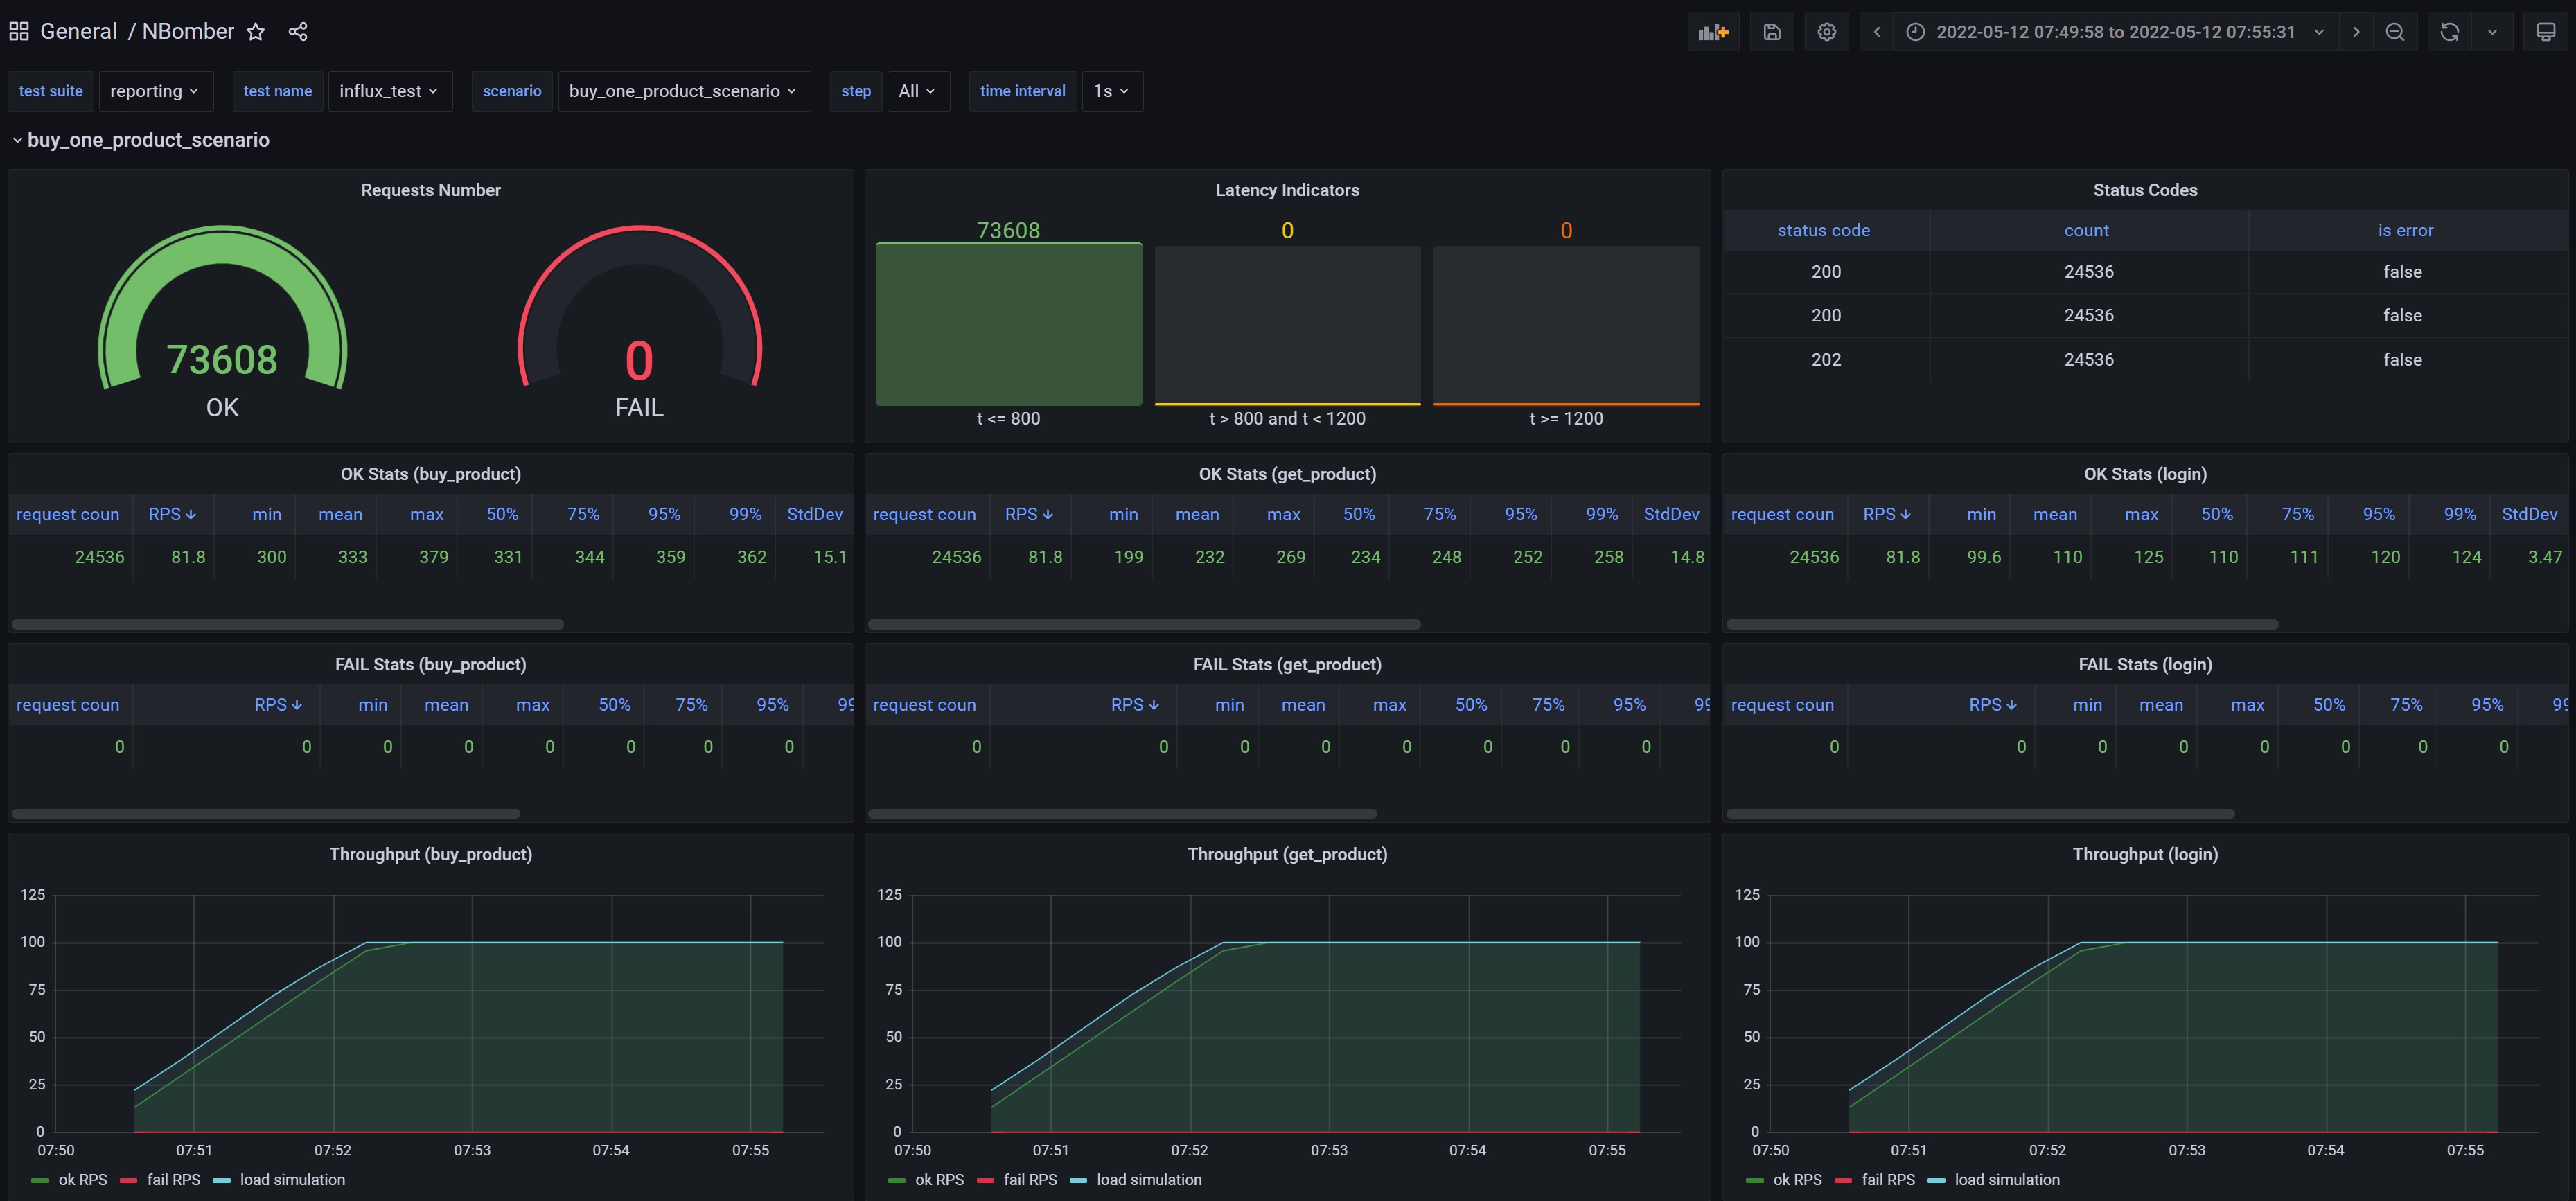 General / NBomber 2022-05-12 07:49:58 to 2022-05-12 07:55:31
test suite reporting test name influx_test scenario buy_one_product_scenario step All time interval 1s
buy_one_product_scenario
Requests Number
73608
OK
0
FAIL
Latency Indicators
73608 0 0
t <= 800 t > 800 and t < 1200 t >= 1200
Status Codes
status code count is error
200 24536 false
200 24536 false
202 24536 false
OK Stats (buy_product)
request coun RPS min mean max 50% 75% 95% 99% StdDev
24536 81.8 300 333 379 331 344 359 362 15.1
OK Stats (get_product)
request coun RPS min mean max 50% 75% 95% 99% StdDev
24536 81.8 199 232 269 234 248 252 258 14.8
OK Stats (login)
request coun RPS min mean max 50% 75% 95% 99% StdDev
24536 81.8 99.6 110 125 110 111 120 124 3.47
FAIL Stats (buy_product)
request coun RPS min mean max 50% 75% 95% 99
0 0 0 0 0 0 0 0
FAIL Stats (get_product)
request coun RPS min mean max 50% 75% 95% 99
0 0 0 0 0 0 0 0
FAIL Stats (login)
request coun RPS min mean max 50% 75% 95% 99
0 0 0 0 0 0 0 0
Throughput (buy_product)
125
100
75
50
25
0
07:50 07:51 07:52 07:53 07:54 07:55
ok RPS fail RPS load simulation
Throughput (get_product)
125
100
75
50
25
0
07:50 07:51 07:52 07:53 07:54 07:55
ok RPS fail RPS load simulation
Throughput (login)
125
100
75
50
25
0
07:50 07:51 07:52 07:53 07:54 07:55
ok RPS fail RPS load simulation